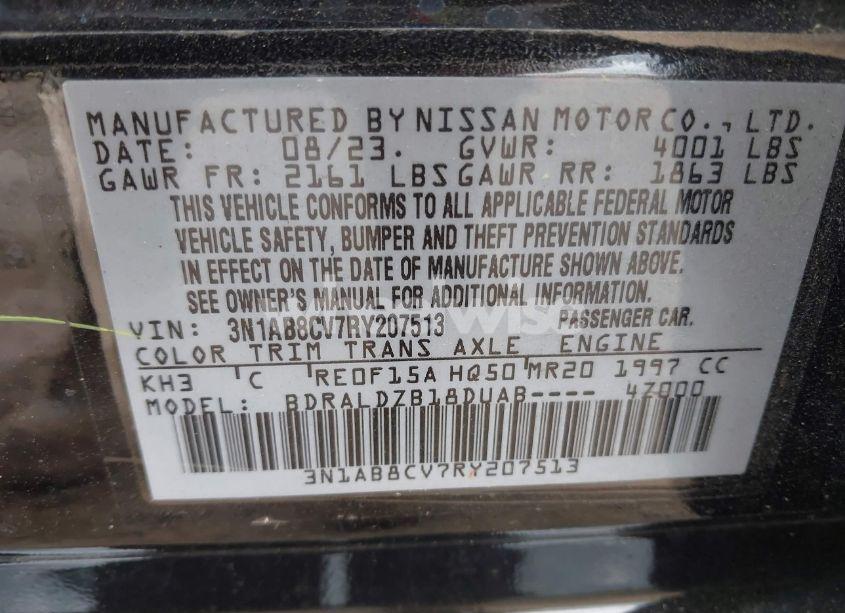 MANUFACTURED BY NISSAN MOTOR CO., LTD.
DATE: 08/23. GVWR: 4001 LBS
GAWR FR: 2161 LBS GAWR RR: 1863 LBS
THIS VEHICLE CONFORMS TO ALL APPLICABLE FEDERAL MOTOR
VEHICLE SAFETY, BUMPER AND THEFT PREVENTION STANDARDS
IN EFFECT ON THE DATE OF MANUFACTURE SHOWN ABOVE.
SEE OWNER'S MANUAL FOR ADDITIONAL INFORMATION.
VIN: 3N1AB8CV7RY207513 PASSENGER CAR.
COLOR TRIM TRANS AXLE ENGINE
KH3 C RE0F15A HQ50 MR20 1997 CC
MODEL: BDRALDZB18DUAB---- 4Z000
3N1AB8CV7RY207513